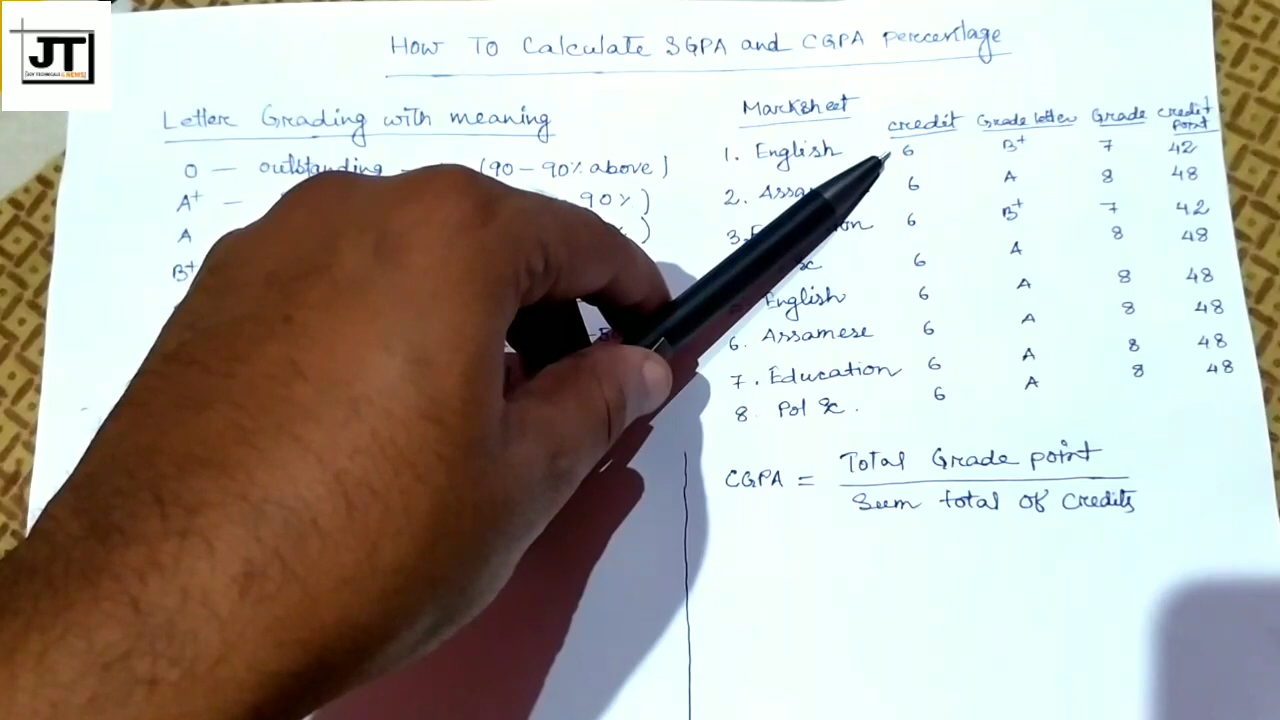 JT
How To Calculate SGPA and CGPA Percentage
Letter Grading with meaning
O — outstanding — (90 – 90% above)
A+ — 90%)
A %)
B+
Marksheet credit Grade letter Grade credit point
1. English 6 B+ 7 42
2. 6 A 8 48
3. 6 B+ 7 42
6 A 8 48
English 6 A 8 48
6. Assamese 6 A 8 48
7. Education 6 A 8 48
8. Pol Sc. 6 A 8 48
CGPA = Total Grade point
Sum total of Credits